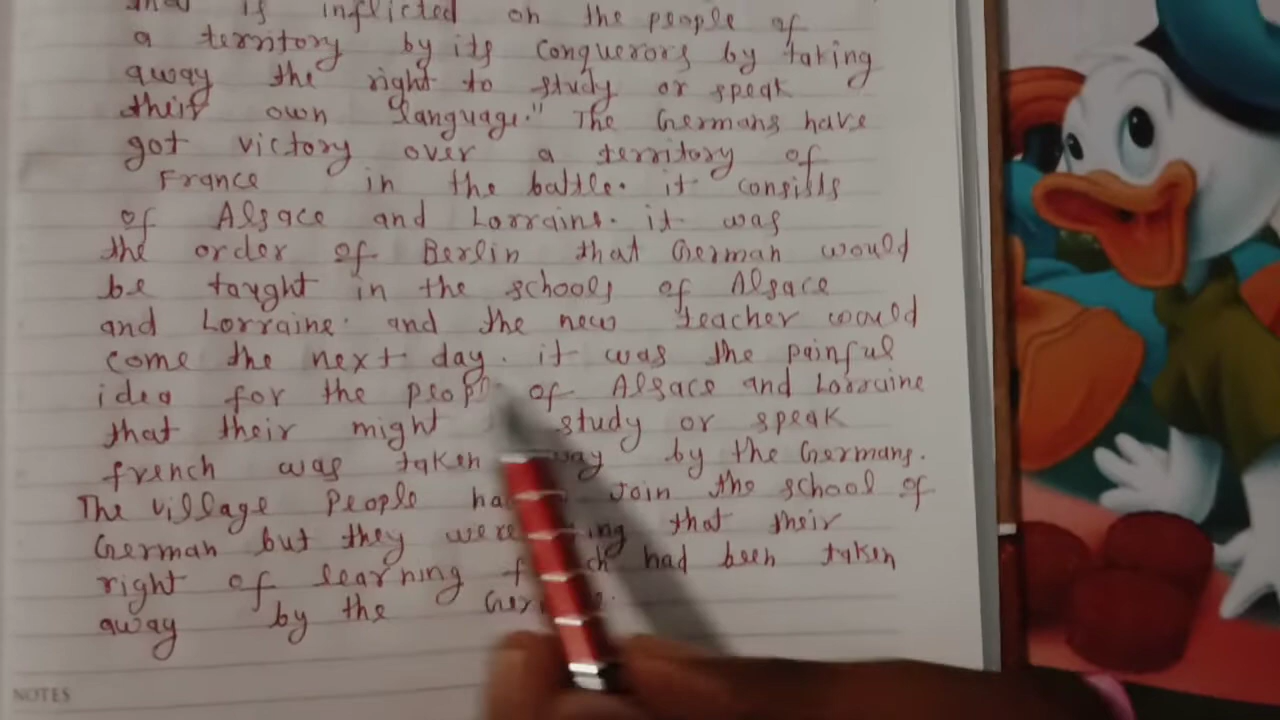 that is inflicted on the people of
a territory by its conquerors by taking
away the right to study or speak
their own language." The Germans have
got victory over a territory of
France in the battle. it consists
of Alsace and Lorraine. it was
the order of Berlin that German would
be taught in the schools of Alsace
and Lorraine. and the new teacher would
come the next day. it was the painful
idea for the of Alsace and Lorraine
that their might study or speak
french was taken by the Germans.
The village people join the school of
German but they that their
right of learning had been taken
away by the
NOTES